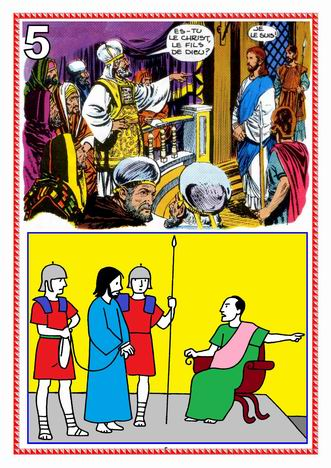 5
ES-TU
LE CHRIST,
LE FILS
DE DIEU?
JE
LE SUIS!